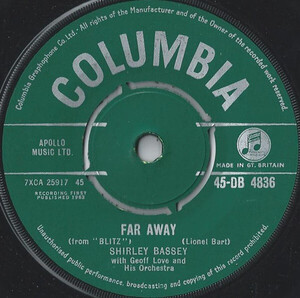 All rights of the Manufacturer and of the Owner of the recorded work reserved.
Columbia Graphophone Co. Ltd.
COLUMBIA
APOLLO
MUSIC LTD.
MADE IN GT. BRITAIN
7XCA 25917 45
45-DB 4836
RECORDING FIRST
PUBLISHED 1962
FAR AWAY
(from "BLITZ")
(Lionel Bart)
SHIRLEY BASSEY
with Geoff Love and
His Orchestra
Unauthorised public performance, broadcasting and copying of this record prohibited.